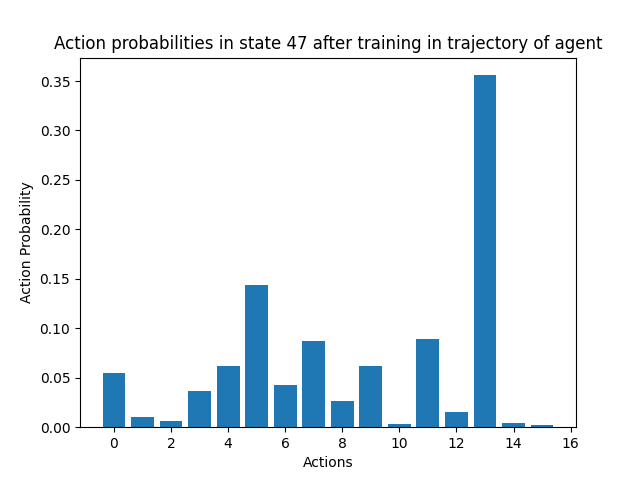 Action probabilities in state 47 after training in trajectory of agent
0.35
0.30
0.25
0.20
0.15
0.10
0.05
0.00
Action Probability
0 2 4 6 8 10 12 14 16
Actions